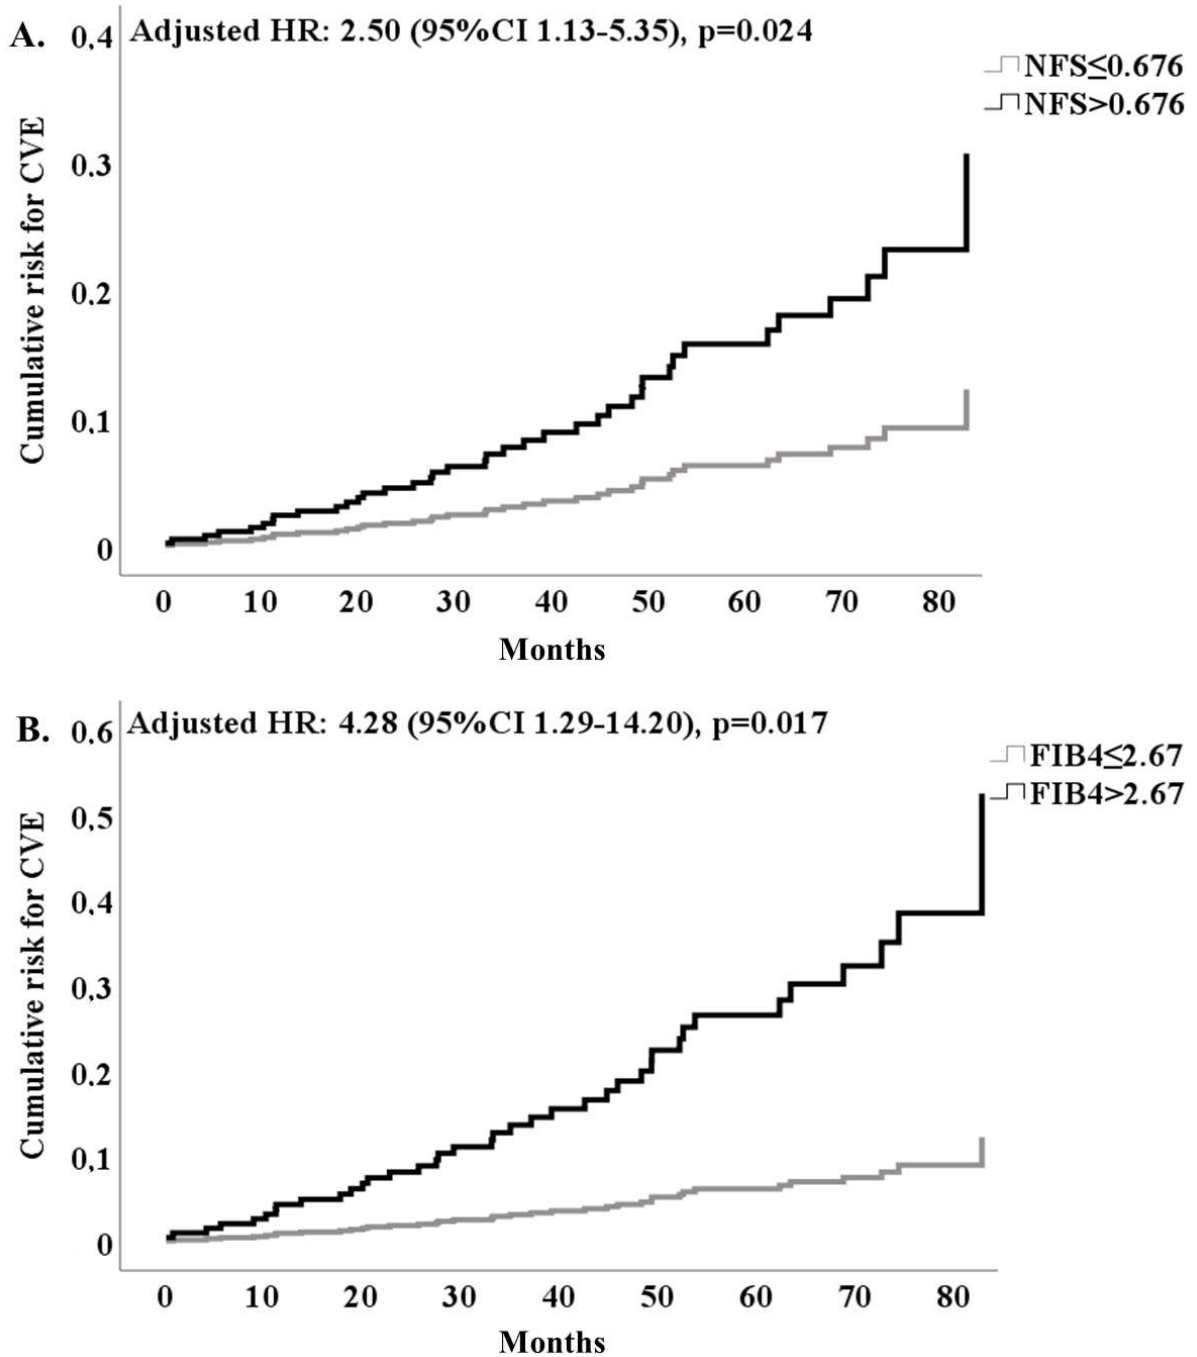 A.
Adjusted HR: 2.50 (95%CI 1.13-5.35), p=0.024
NFS≤0.676
NFS>0.676
Cumulative risk for CVE
0.4
0.3
0.2
0.1
0
0 10 20 30 40 50 60 70 80
Months
B.
Adjusted HR: 4.28 (95%CI 1.29-14.20), p=0.017
FIB4≤2.67
FIB4>2.67
Cumulative risk for CVE
0.6
0.5
0.4
0.3
0.2
0.1
0
0 10 20 30 40 50 60 70 80
Months